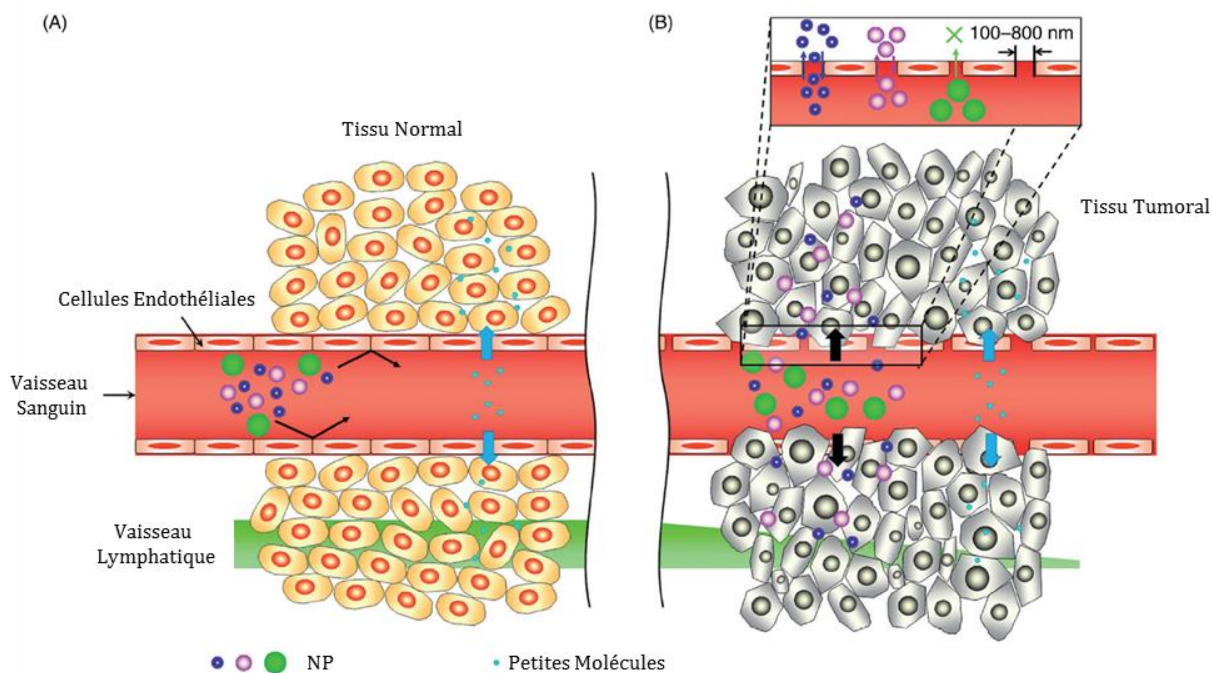 (A)
(B)
100–800 nm
Tissu Normal
Tissu Tumoral
Cellules Endothéliales
Vaisseau
Sanguin
Vaisseau
Lymphatique
NP
Petites Molécules